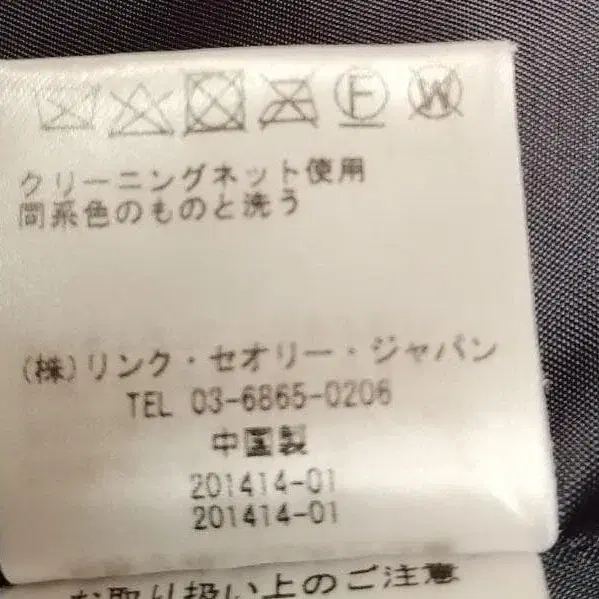 F W
クリーニングネット使用
同系色のものと洗う
(株)リンク・セオリー・ジャパン
TEL 03-6865-0206
中国製
201414-01
201414-01
お取り扱い上のご注意